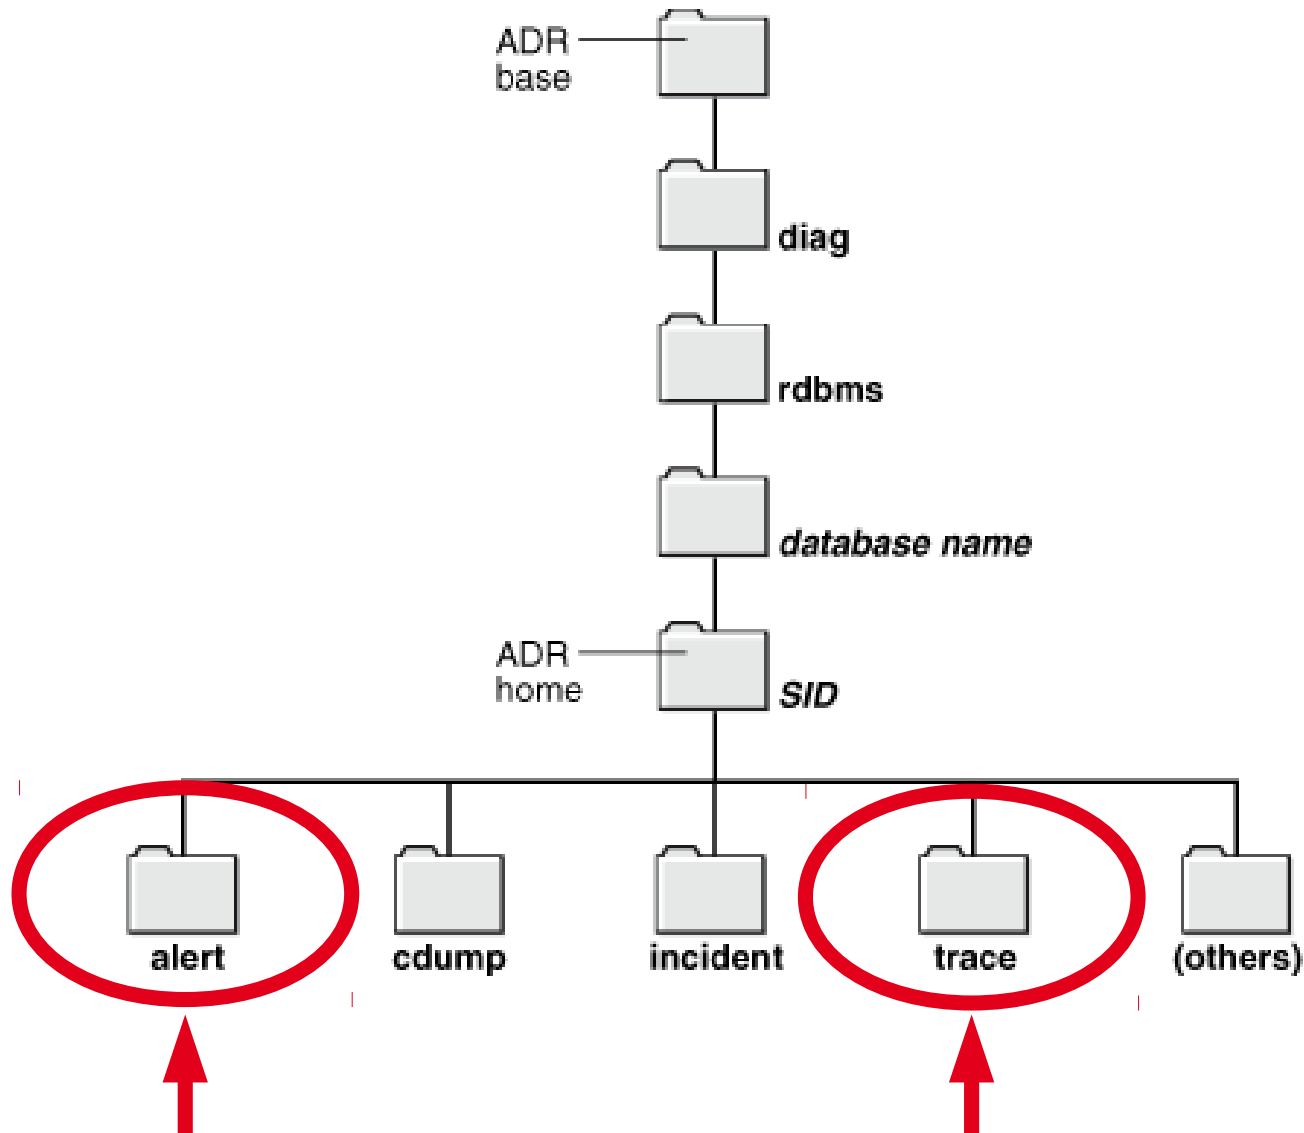 ADR
base
diag
rdbms
database name
ADR
home
SID
alert
cdump
incident
trace
(others)